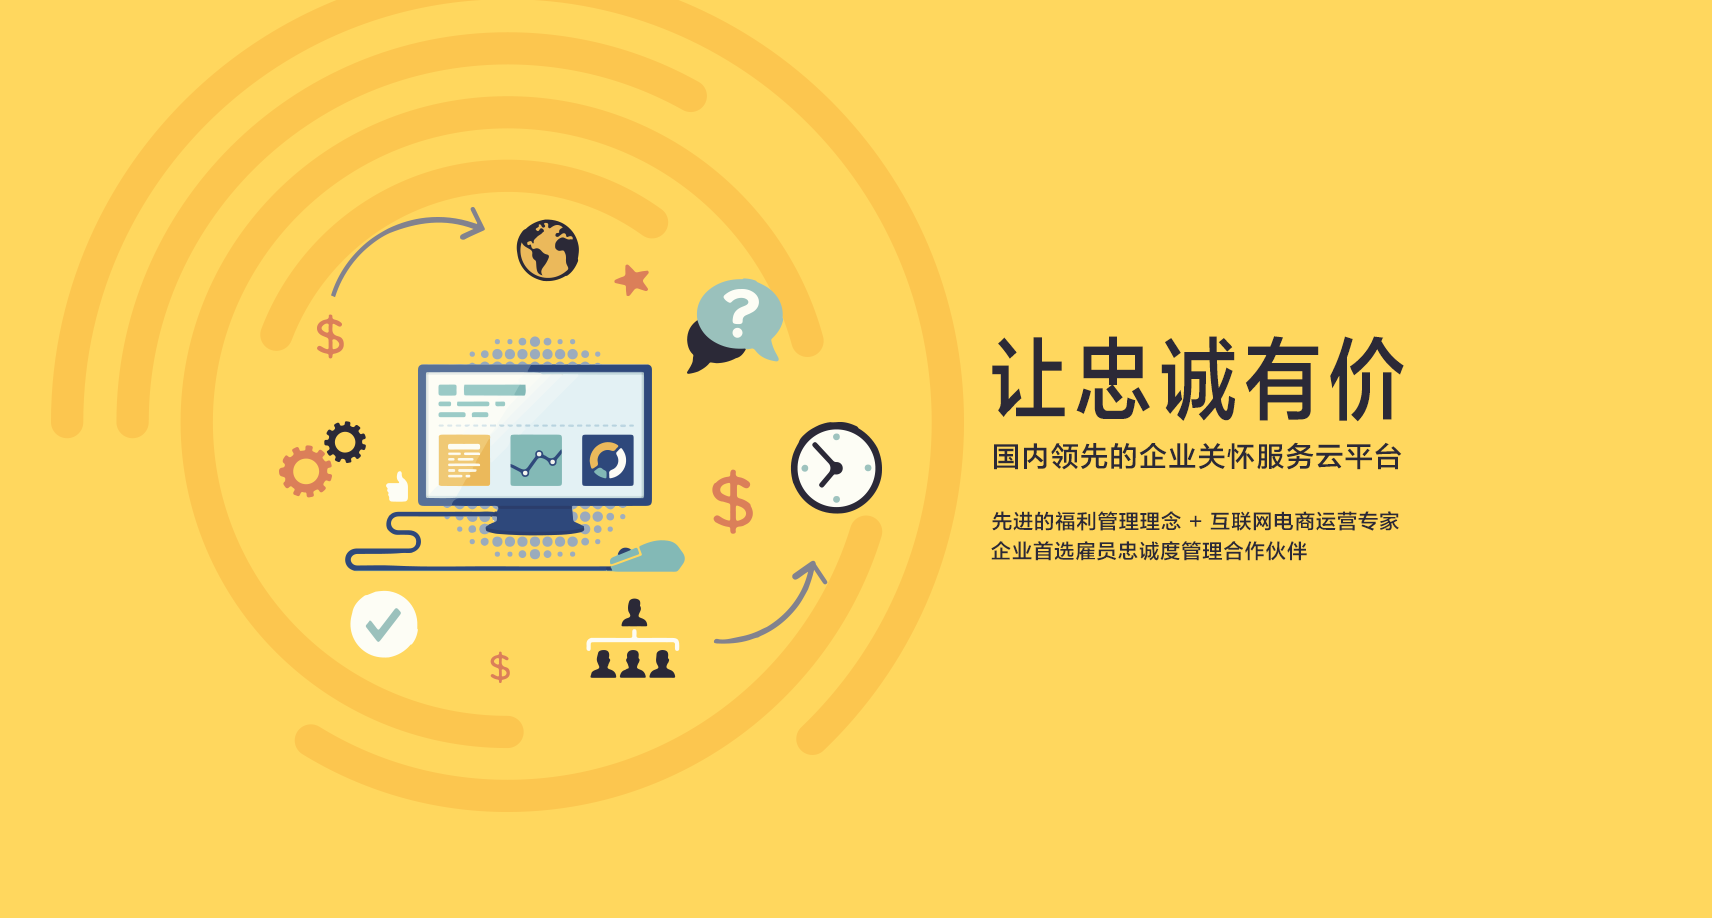 让忠诚有价
国内领先的企业关怀服务云平台
先进的福利管理理念 + 互联网电商运营专家
企业首选雇员忠诚度管理合作伙伴